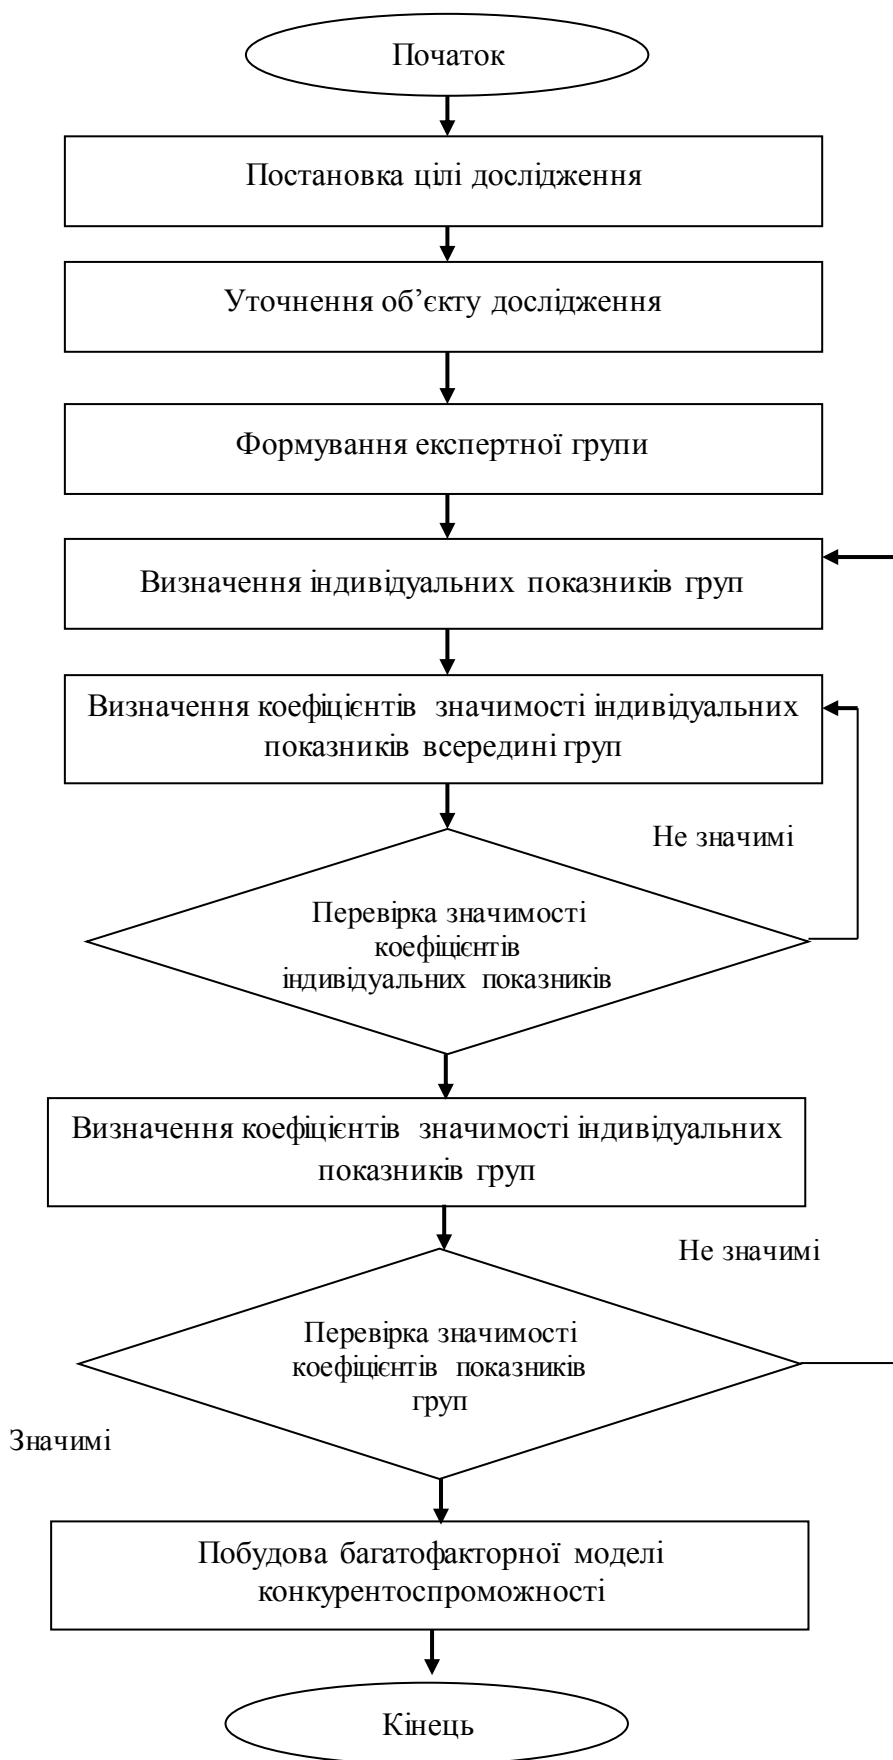 Початок
Постановка цілі дослідження
Уточнення об’єкту дослідження
Формування експертної групи
Визначення індивідуальних показників груп
Визначення коефіцієнтів значимості індивідуальних
показників всередині груп
Не значимі
Перевірка значимості
коефіцієнтів
індивідуальних показників
Визначення коефіцієнтів значимості індивідуальних
показників груп
Не значимі
Перевірка значимості
коефіцієнтів показників
груп
Значимі
Побудова багатофакторної моделі
конкурентоспроможності
Кінець